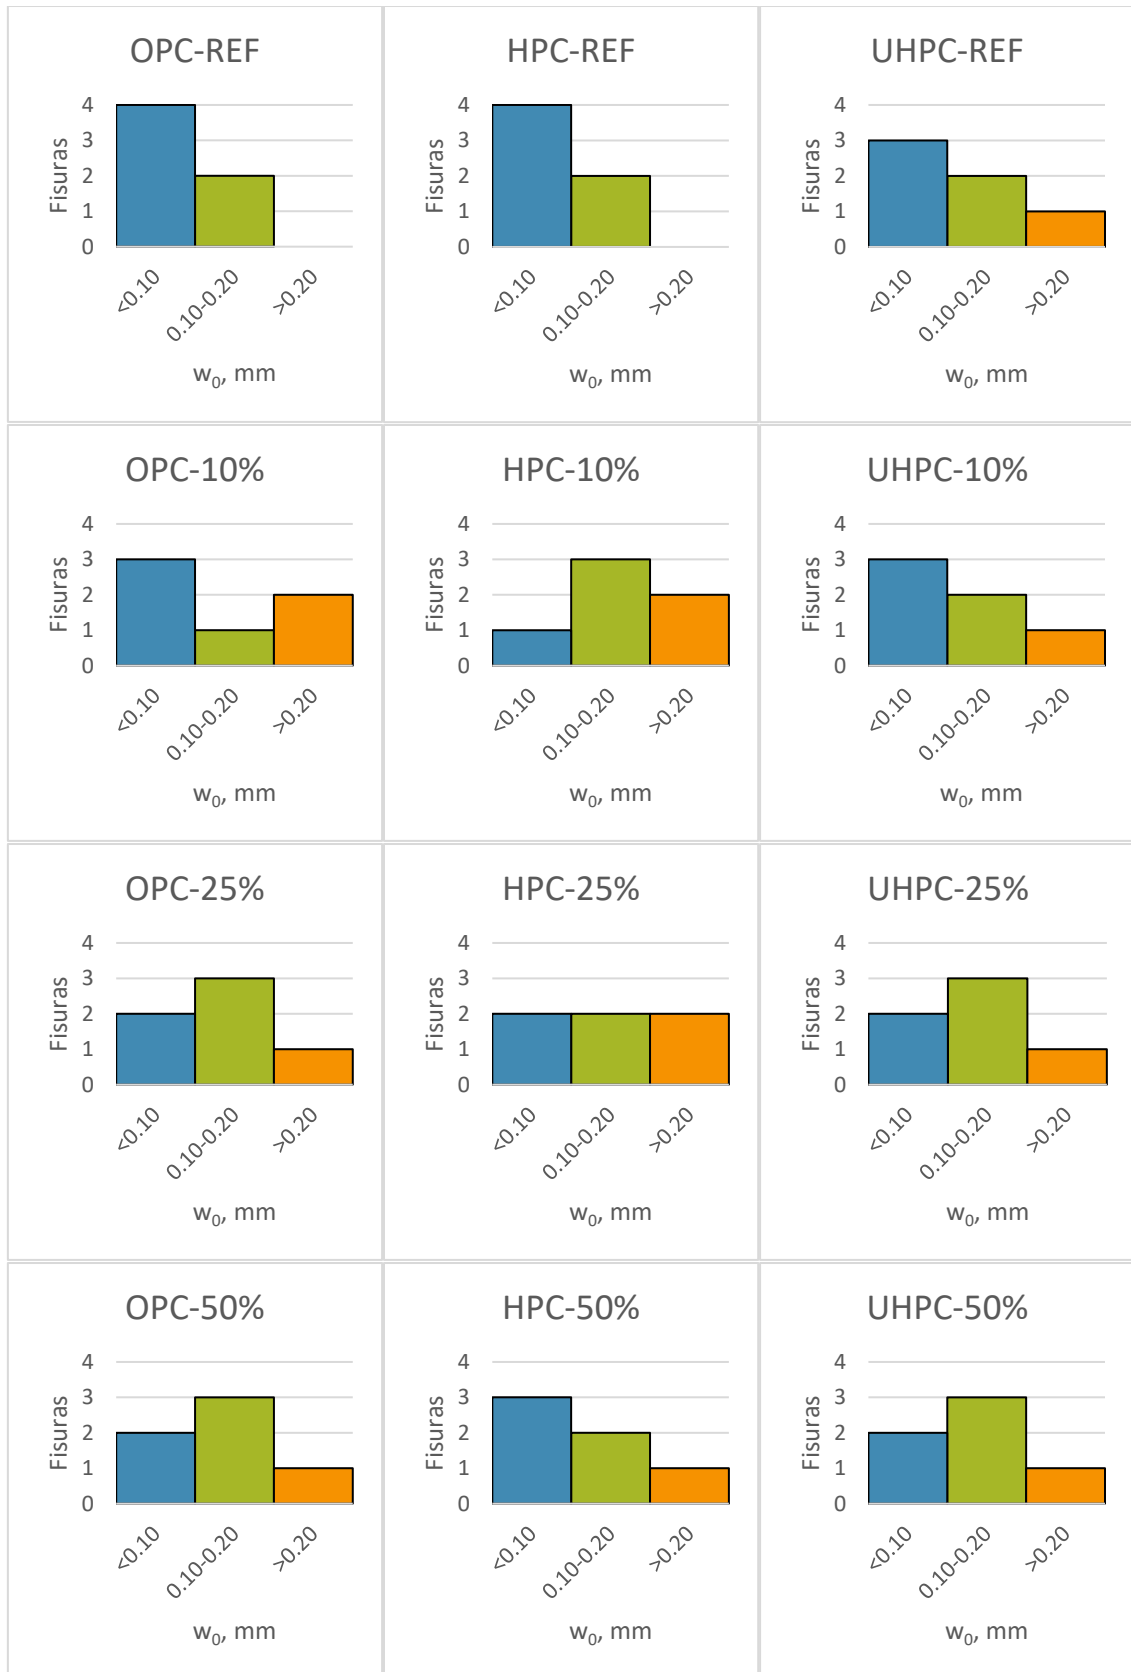 OPC-REF
4
3
2
1
0
Fisuras
<0.10
0.10-0.20
>0.20
w₀, mm
HPC-REF
4
3
2
1
0
Fisuras
<0.10
0.10-0.20
>0.20
w₀, mm
UHPC-REF
4
3
2
1
0
Fisuras
<0.10
0.10-0.20
>0.20
w₀, mm
OPC-10%
4
3
2
1
0
Fisuras
<0.10
0.10-0.20
>0.20
w₀, mm
HPC-10%
4
3
2
1
0
Fisuras
<0.10
0.10-0.20
>0.20
w₀, mm
UHPC-10%
4
3
2
1
0
Fisuras
<0.10
0.10-0.20
>0.20
w₀, mm
OPC-25%
4
3
2
1
0
Fisuras
<0.10
0.10-0.20
>0.20
w₀, mm
HPC-25%
4
3
2
1
0
Fisuras
<0.10
0.10-0.20
>0.20
w₀, mm
UHPC-25%
4
3
2
1
0
Fisuras
<0.10
0.10-0.20
>0.20
w₀, mm
OPC-50%
4
3
2
1
0
Fisuras
<0.10
0.10-0.20
>0.20
w₀, mm
HPC-50%
4
3
2
1
0
Fisuras
<0.10
0.10-0.20
>0.20
w₀, mm
UHPC-50%
4
3
2
1
0
Fisuras
<0.10
0.10-0.20
>0.20
w₀, mm